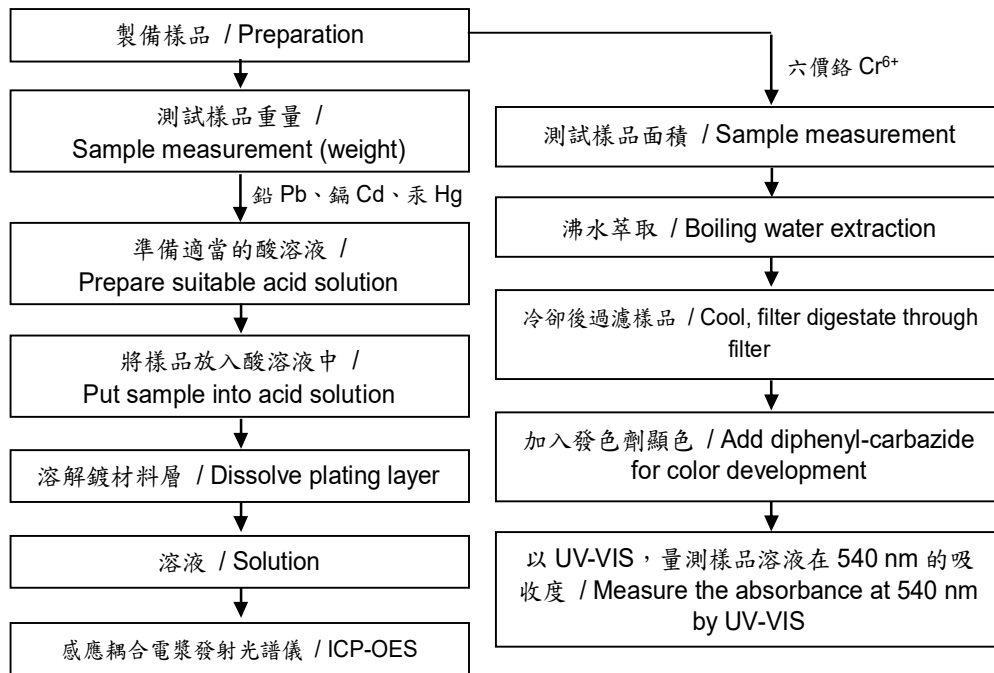 製備樣品 / Preparation
測試樣品重量 /
Sample measurement (weight)
鉛 Pb、鎘 Cd、汞 Hg
準備適當的酸溶液 /
Prepare suitable acid solution
將樣品放入酸溶液中 /
Put sample into acid solution
溶解鍍材料層 / Dissolve plating layer
溶液 / Solution
感應耦合電漿發射光譜儀 / ICP-OES
六價鉻 Cr⁶⁺
測試樣品面積 / Sample measurement
沸水萃取 / Boiling water extraction
冷卻後過濾樣品 / Cool, filter digestate through
filter
加入發色劑顯色 / Add diphenyl-carbazide
for color development
以 UV-VIS,量測樣品溶液在 540 nm 的吸
收度 / Measure the absorbance at 540 nm
by UV-VIS